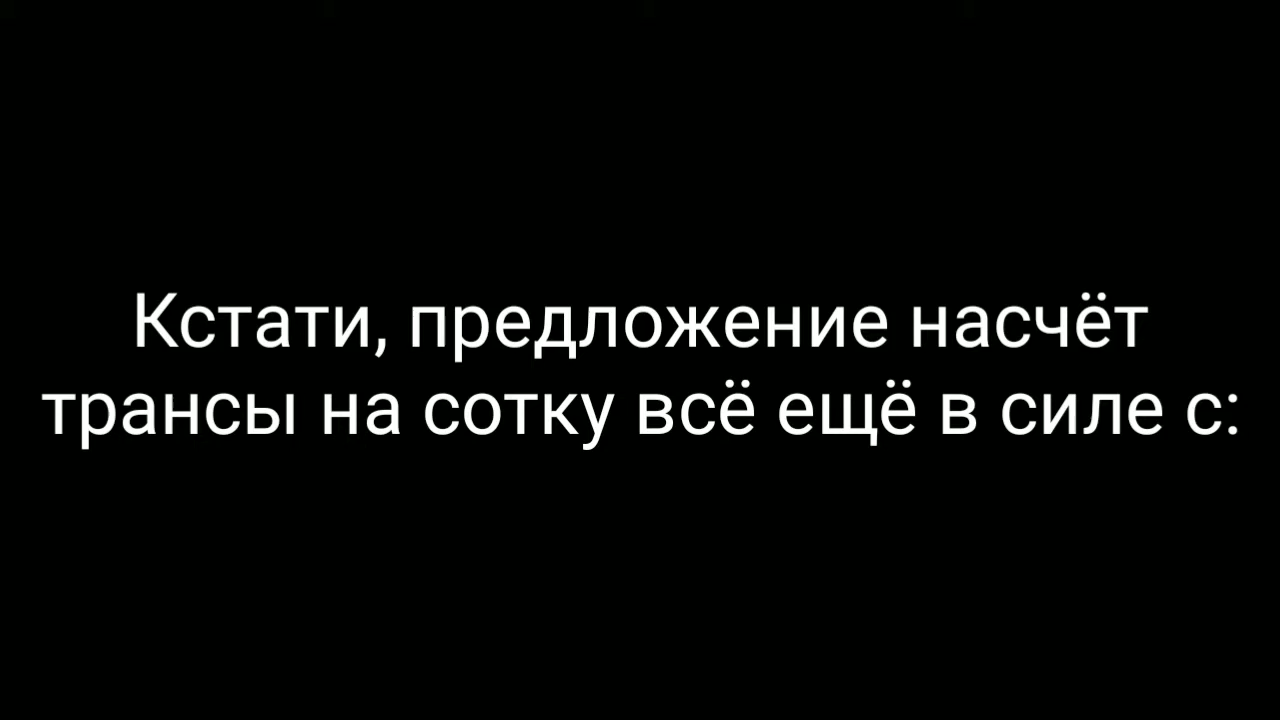 Кстати, предложение насчёт
трансы на сотку всё ещё в силе с: